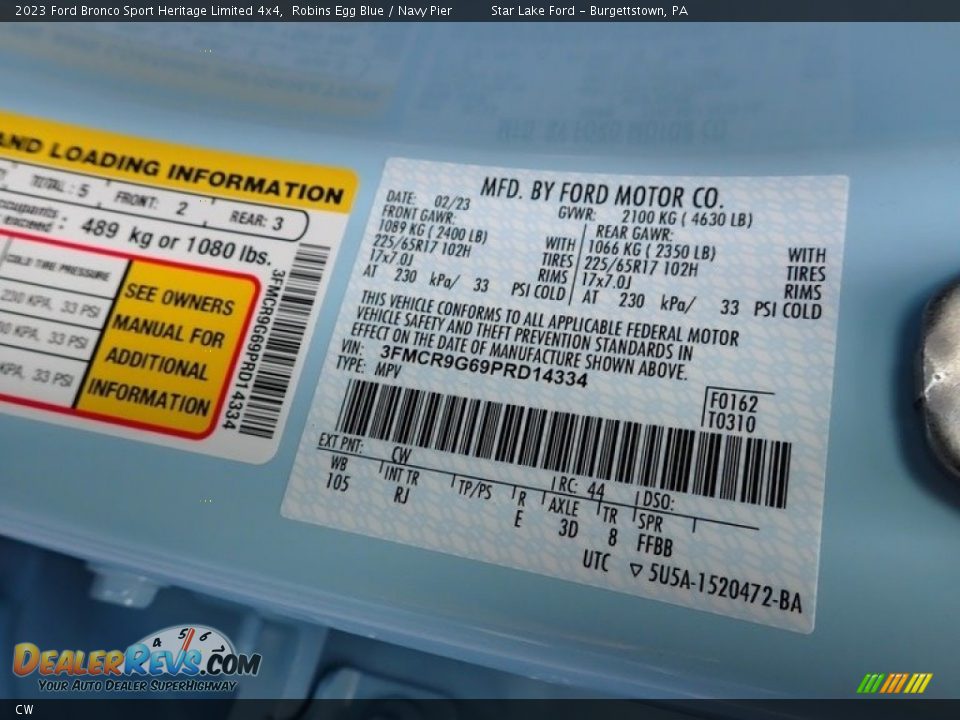 2023 Ford Bronco Sport Heritage Limited 4x4, Robins Egg Blue / Navy Pier Star Lake Ford - Burgettstown, PA
AND LOADING INFORMATION
TOTAL: 5 FRONT: 2 REAR: 3
exceed : 489 kg or 1080 lbs.
COLD TIRE PRESSURE
230 KPA, 33 PSI
KPA, 33 PSI
KPA, 33 PSI
SEE OWNERS
MANUAL FOR
ADDITIONAL
INFORMATION
3FMCR9G69PRD14334
MFD. BY FORD MOTOR CO.
DATE: 02/23 GVWR: 2100 KG ( 4630 LB)
FRONT GAWR: REAR GAWR:
1089 KG ( 2400 LB) WITH 1066 KG ( 2350 LB) WITH
225/65R17 102H TIRES 225/65R17 102H TIRES
17x7.0J RIMS 17x7.0J RIMS
AT 230 kPa/ 33 PSI COLD AT 230 kPa/ 33 PSI COLD
THIS VEHICLE CONFORMS TO ALL APPLICABLE FEDERAL MOTOR
VEHICLE SAFETY AND THEFT PREVENTION STANDARDS IN
EFFECT ON THE DATE OF MANUFACTURE SHOWN ABOVE.
VIN: 3FMCR9G69PRD14334
TYPE: MPV
F0162
T0310
EXT PNT: CW RC: 44 DSO:
WB INT TR TP/PS R AXLE TR SPR
105 RJ E 3D 8 FFBB
UTC ▽ 5U5A-1520472-BA
4 5 6
DEALERREVS.COM
YOUR AUTO DEALER SUPERHIGHWAY
CW